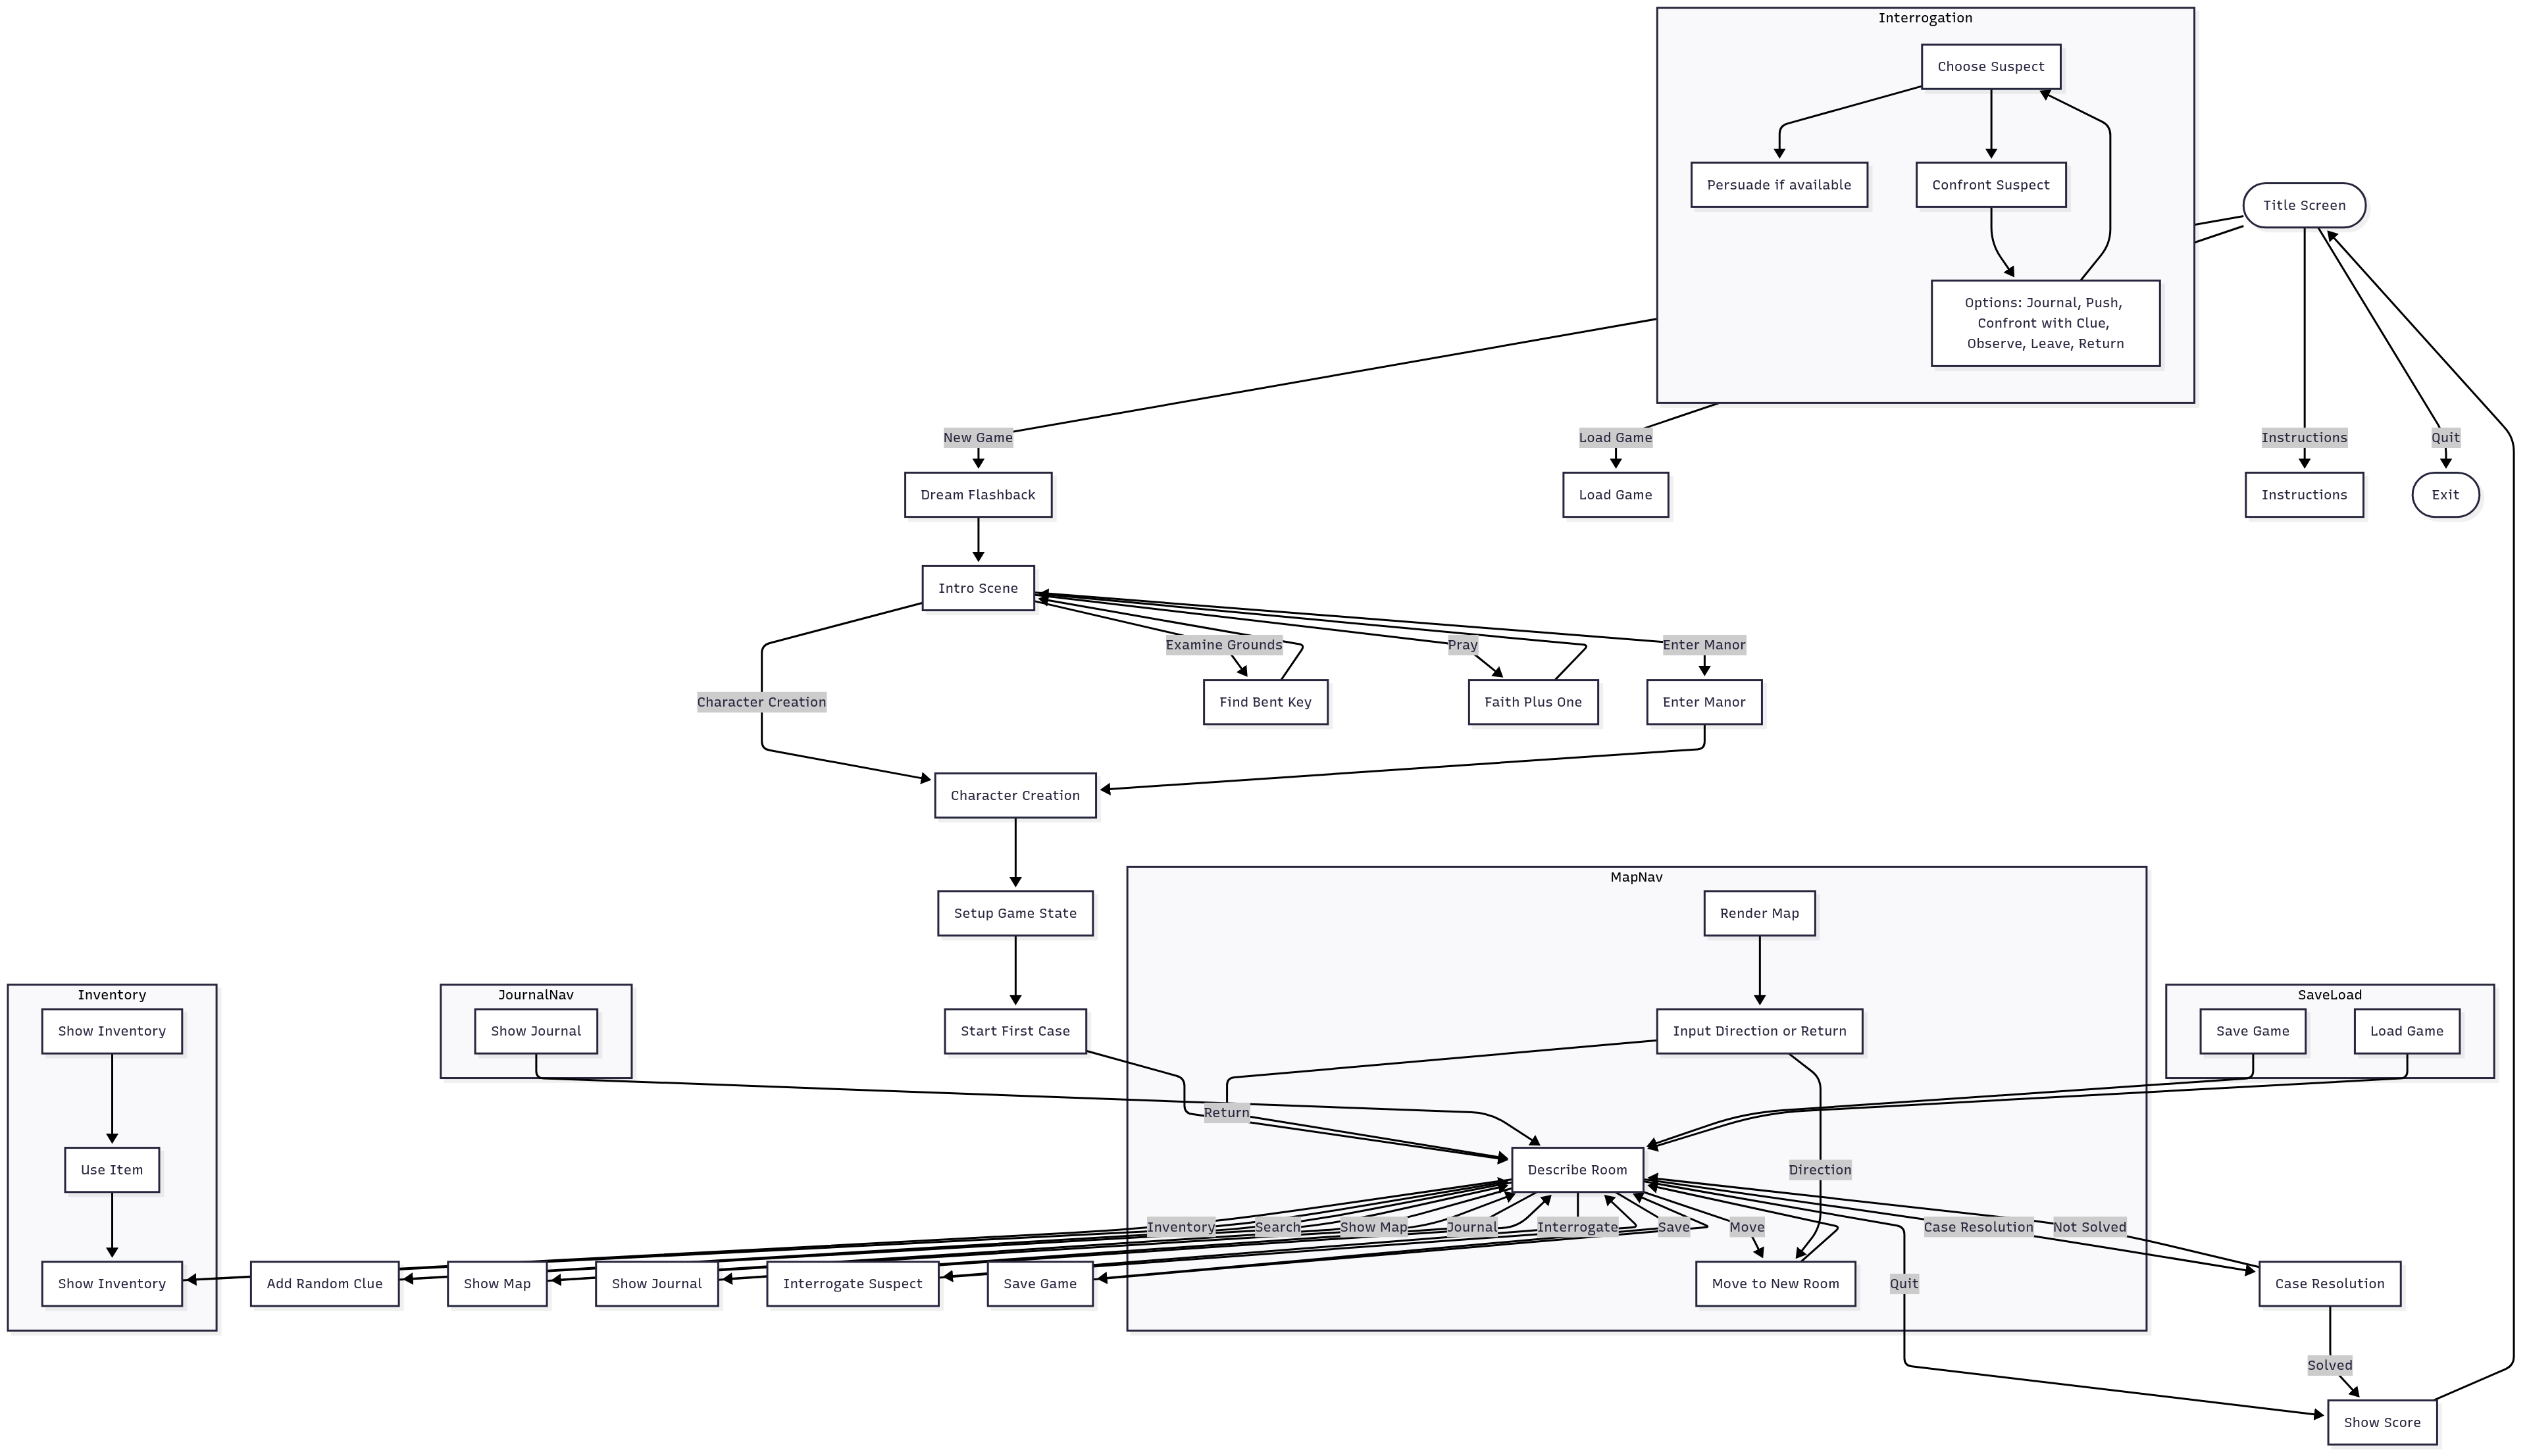 Interrogation
Choose Suspect
Persuade if available
Confront Suspect
Title Screen
Options: Journal, Push,
Confront with Clue,
Observe, Leave, Return
New Game
Load Game
Instructions
Quit
Dream Flashback
Load Game
Instructions
Exit
Intro Scene
Examine Grounds
Pray
Enter Manor
Character Creation
Find Bent Key
Faith Plus One
Enter Manor
Character Creation
MapNav
Setup Game State
Render Map
Inventory
JournalNav
SaveLoad
Show Inventory
Show Journal
Start First Case
Input Direction or Return
Save Game
Load Game
Return
Use Item
Describe Room
Direction
Inventory
Search
Show Map
Journal
Interrogate
Save
Move
Case Resolution
Not Solved
Show Inventory
Add Random Clue
Show Map
Show Journal
Interrogate Suspect
Save Game
Move to New Room
Quit
Case Resolution
Solved
Show Score